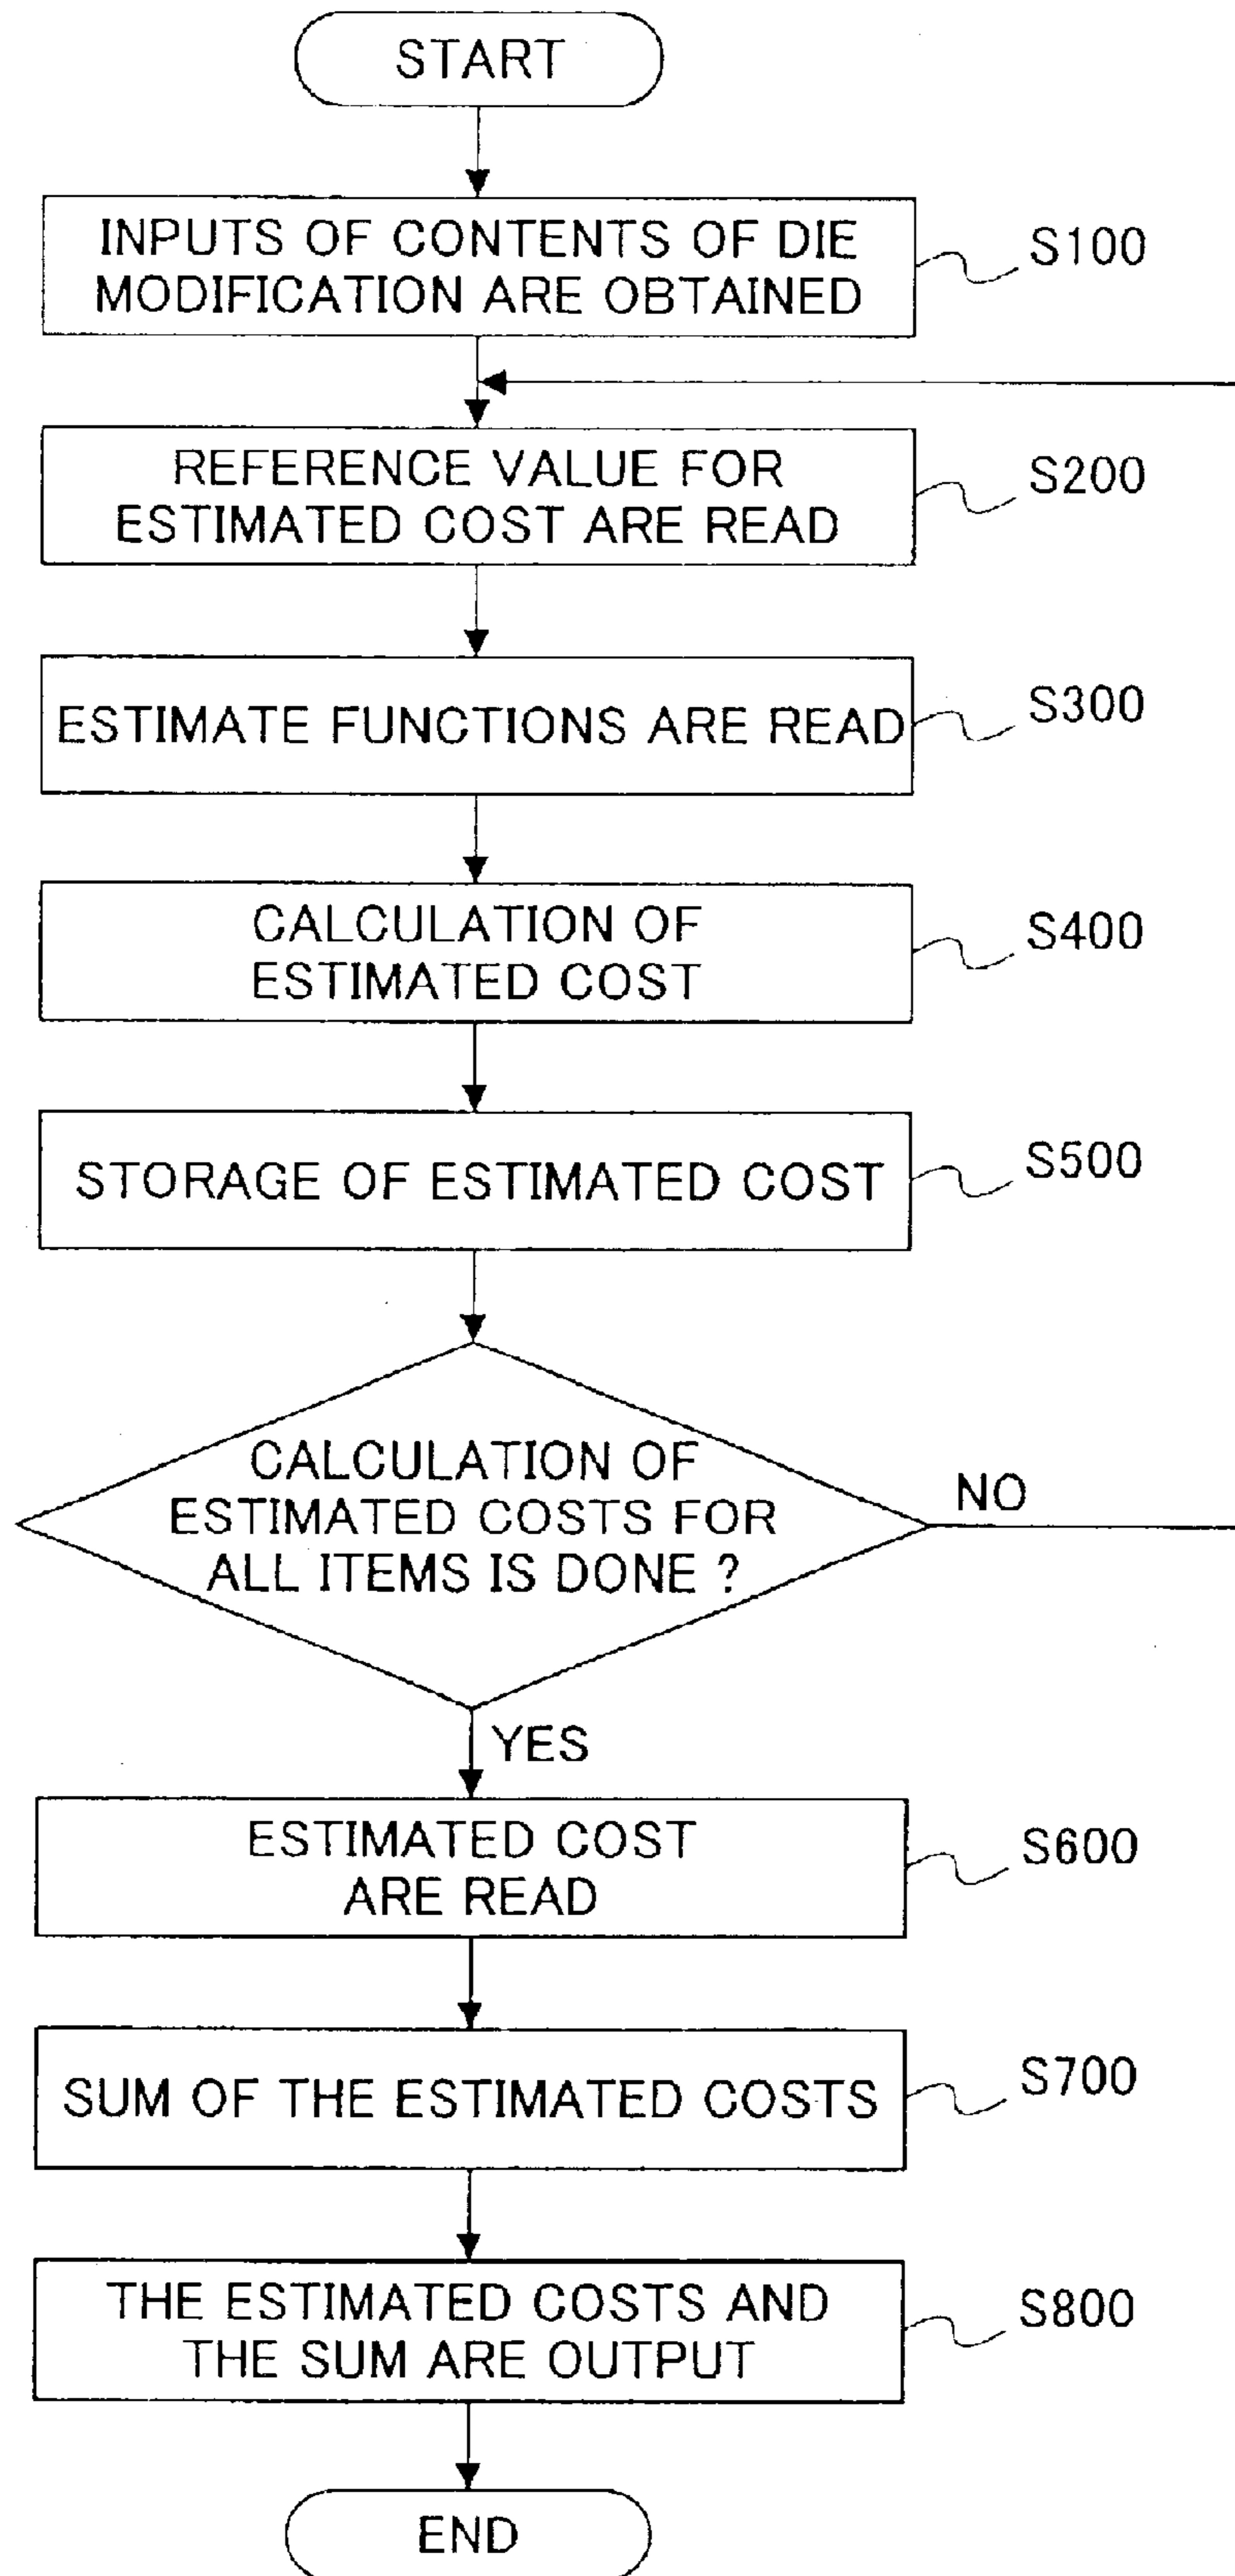 START
INPUTS OF CONTENTS OF DIE
MODIFICATION ARE OBTAINED
S100
REFERENCE VALUE FOR
ESTIMATED COST ARE READ
S200
ESTIMATE FUNCTIONS ARE READ
S300
CALCULATION OF
ESTIMATED COST
S400
STORAGE OF ESTIMATED COST
S500
CALCULATION OF
ESTIMATED COSTS FOR
ALL ITEMS IS DONE ?
NO
YES
ESTIMATED COST
ARE READ
S600
SUM OF THE ESTIMATED COSTS
S700
THE ESTIMATED COSTS AND
THE SUM ARE OUTPUT
S800
END